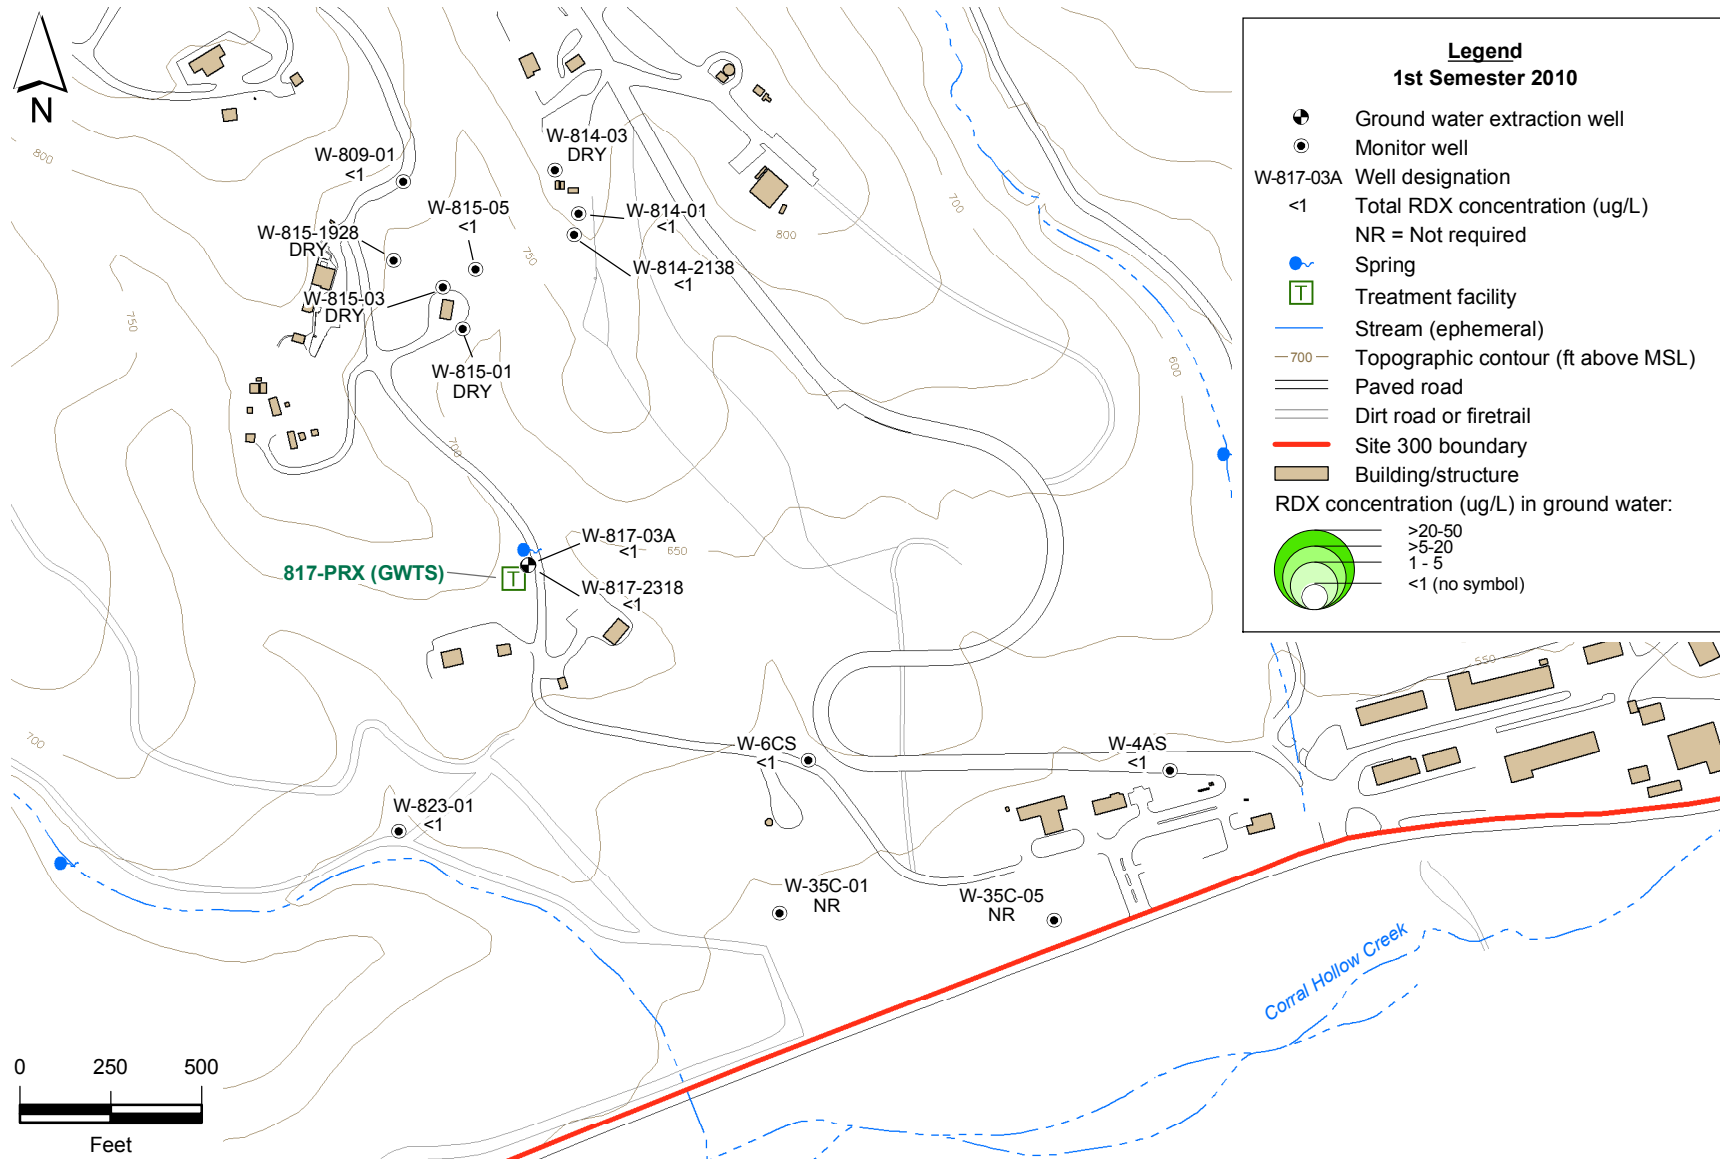 N
800
W-809-01
<1
W-815-1928
DRY
W-815-05
<1
W-815-03
DRY
W-815-01
DRY
W-814-03
DRY
W-814-01
<1
W-814-2138
<1
750
750
800
700
600
700
W-817-03A
<1
650
817-PRX (GWTS)
T
W-817-2318
<1
700
W-6CS
<1
W-4AS
<1
W-823-01
<1
W-35C-01
NR
W-35C-05
NR
550
Corral Hollow Creek
0 250 500
Feet
Legend
1st Semester 2010
Ground water extraction well
Monitor well
W-817-03A Well designation
<1 Total RDX concentration (ug/L)
NR = Not required
Spring
T Treatment facility
Stream (ephemeral)
700 Topographic contour (ft above MSL)
Paved road
Dirt road or firetrail
Site 300 boundary
Building/structure
RDX concentration (ug/L) in ground water:
>20-50
>5-20
1 - 5
<1 (no symbol)